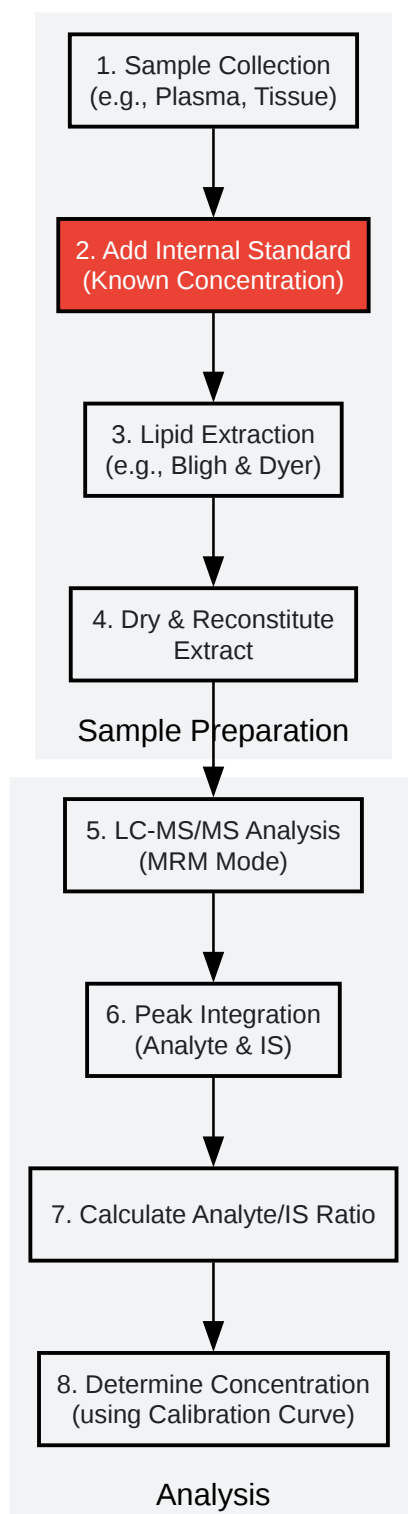 1. Sample Collection
(e.g., Plasma, Tissue)
2. Add Internal Standard
(Known Concentration)
3. Lipid Extraction
(e.g., Bligh & Dyer)
4. Dry & Reconstitute
Extract
Sample Preparation
5. LC-MS/MS Analysis
(MRM Mode)
6. Peak Integration
(Analyte & IS)
7. Calculate Analyte/IS Ratio
8. Determine Concentration
(using Calibration Curve)
Analysis